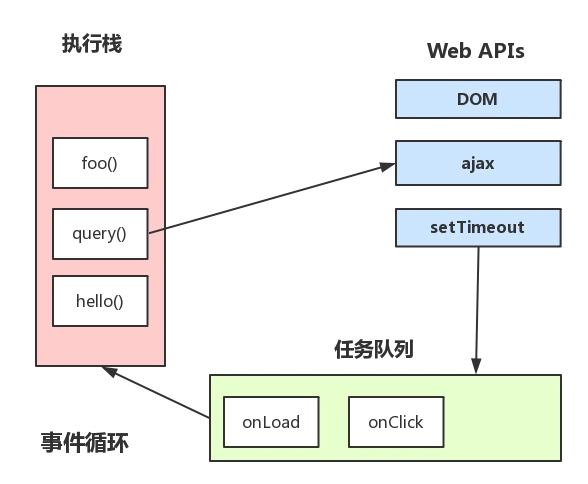 执行栈
Web APIs
DOM
foo()
ajax
query()
setTimeout
hello()
任务队列
onLoad
onClick
事件循环